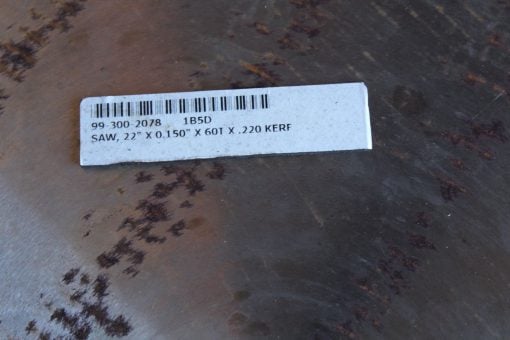 99-300-2078 1B5D
SAW, 22" X 0.150" X 60T X .220 KERF